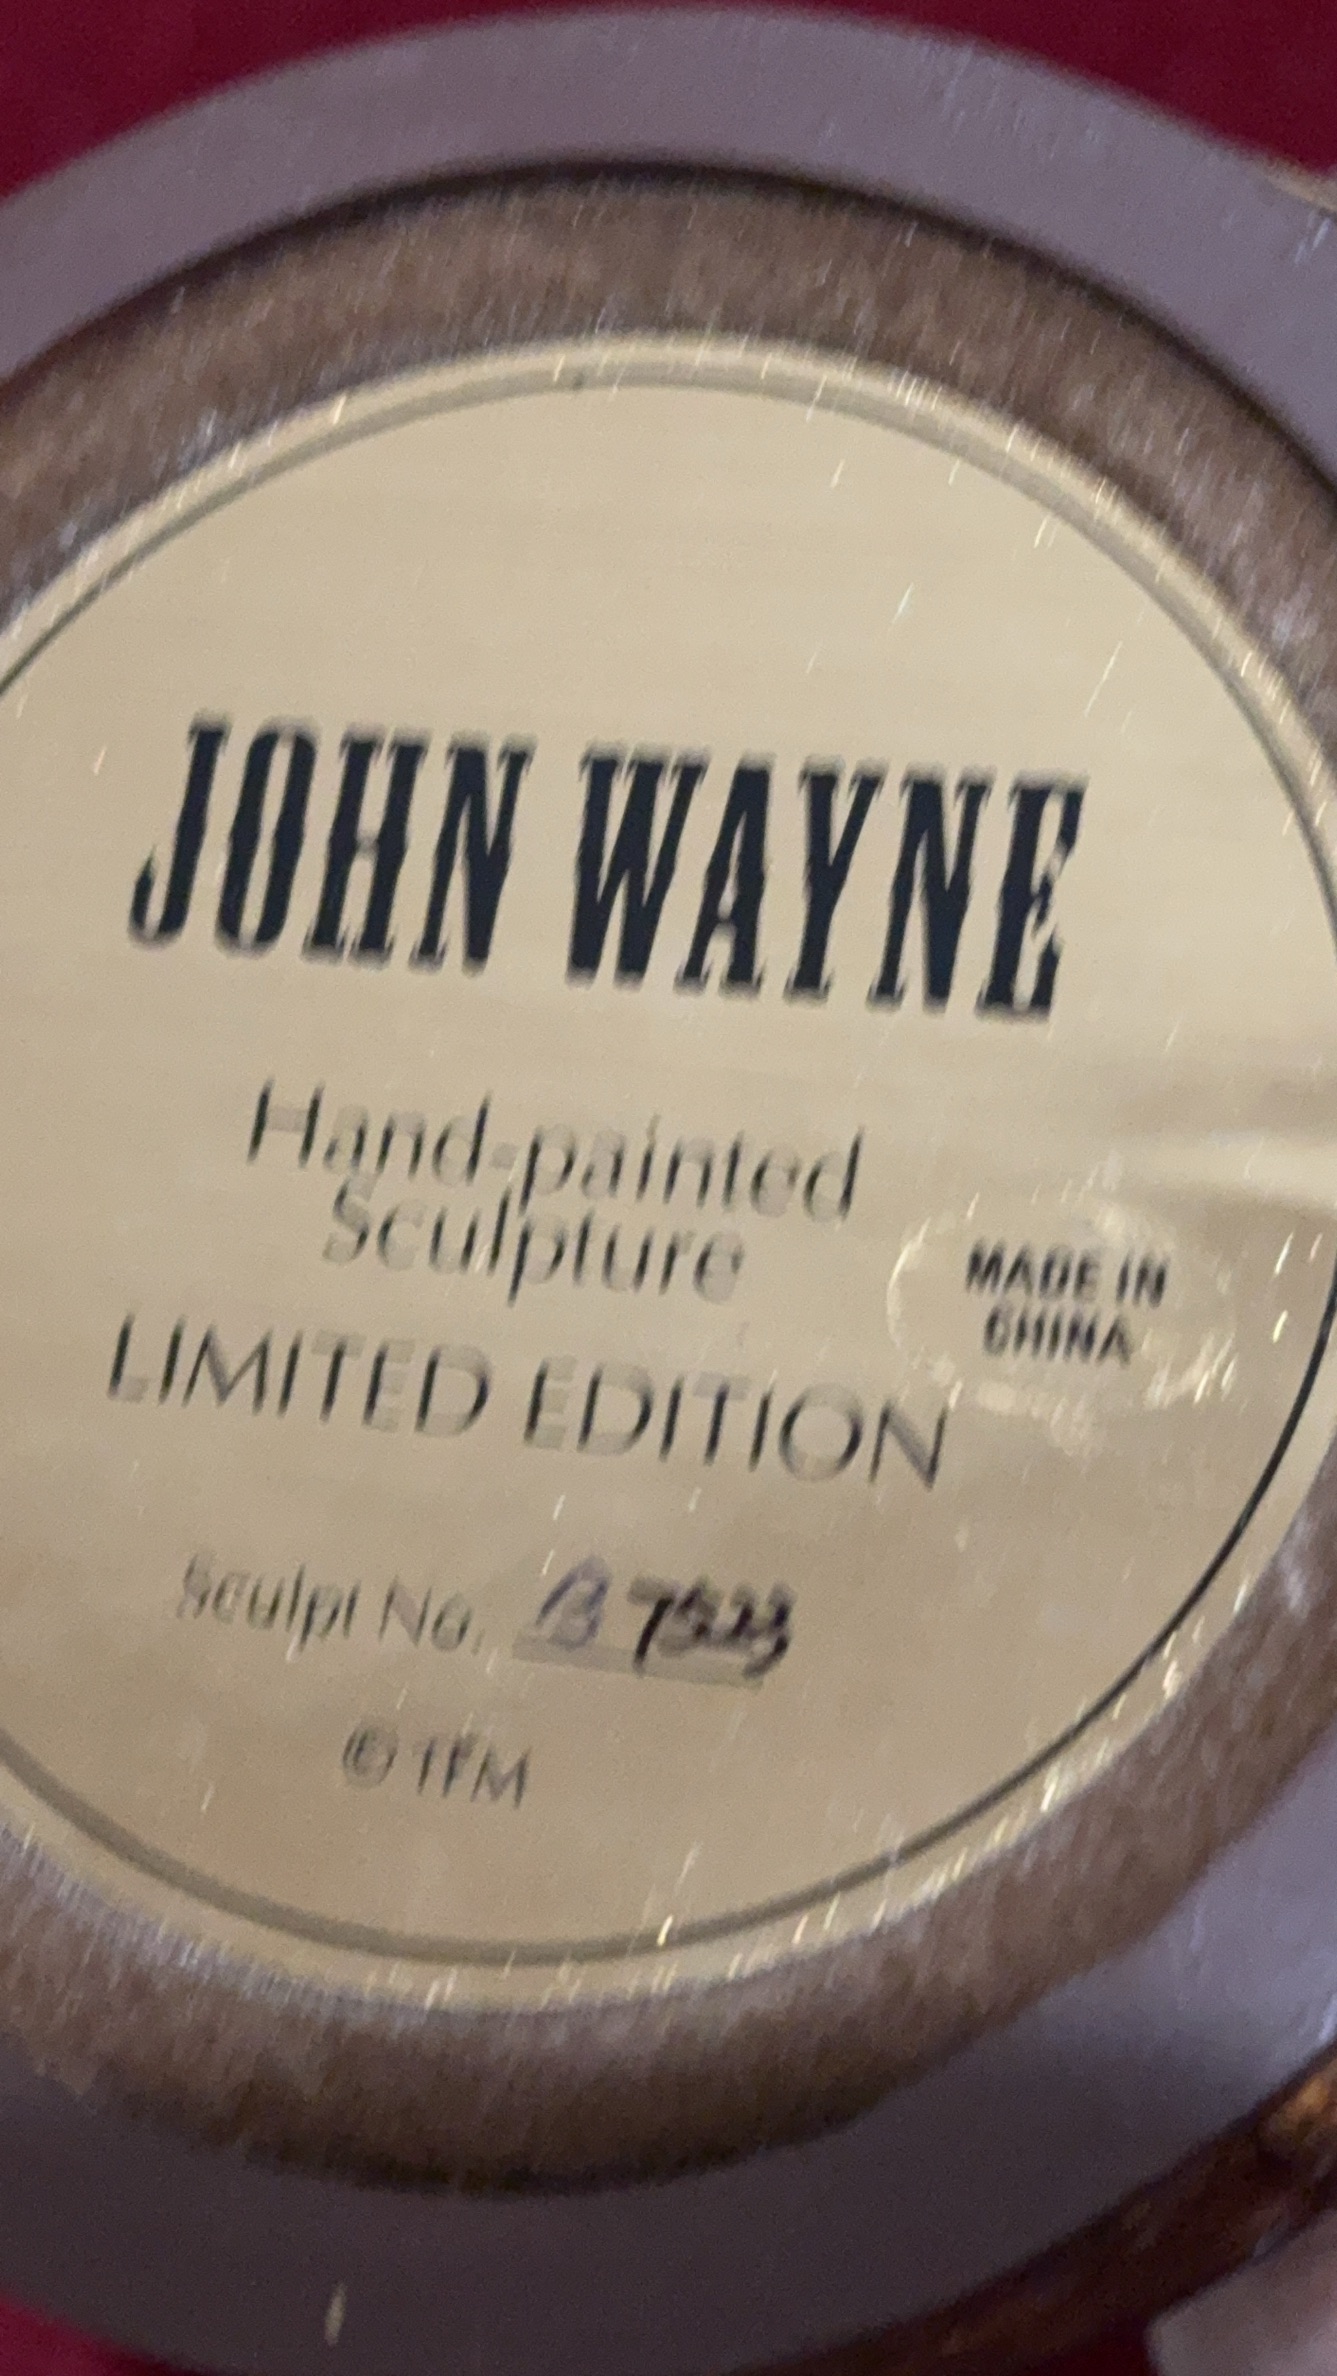 JOHN WAYNE
Hand-painted
Sculpture
LIMITED EDITION
MADE IN
CHINA
Sculpt No. B 7523
© TFM